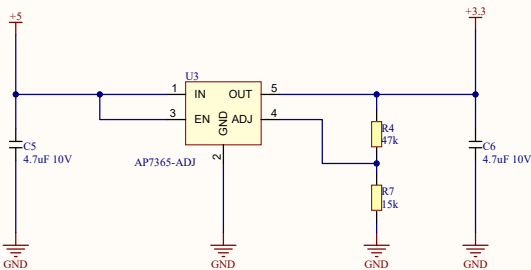 +5
+3.3
U3
1
IN
OUT
5
3
EN
GND
ADJ
4
2
R4
47k
C5
4.7uF 10V
AP7365-ADJ
C6
4.7uF 10V
R7
15k
GND
GND
GND
GND